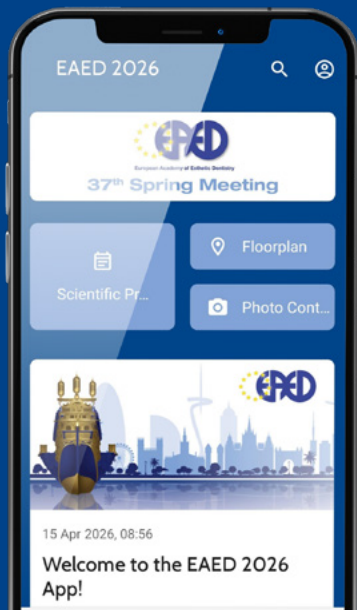 EAED 2026
EAED
European Academy of Esthetic Dentistry
37th Spring Meeting
Scientific Pr...
Floorplan
Photo Cont...
EAED
15 Apr 2026, 08:56
Welcome to the EAED 2026
App!